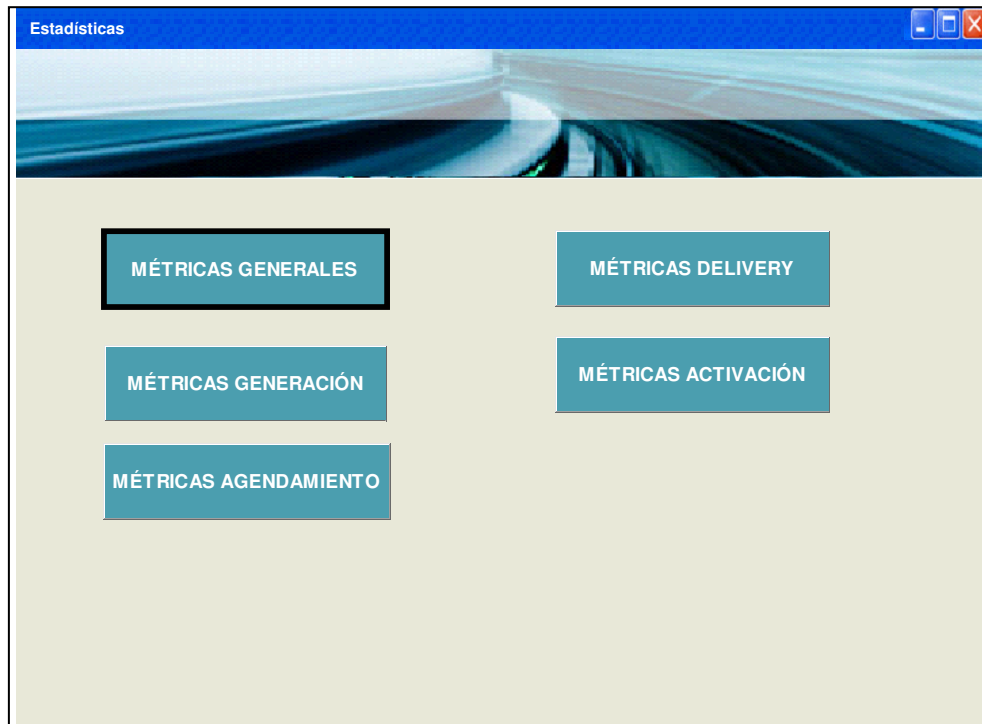 Estadísticas
MÉTRICAS GENERALES
MÉTRICAS DELIVERY
MÉTRICAS GENERACIÓN
MÉTRICAS ACTIVACIÓN
MÉTRICAS AGENDAMIENTO